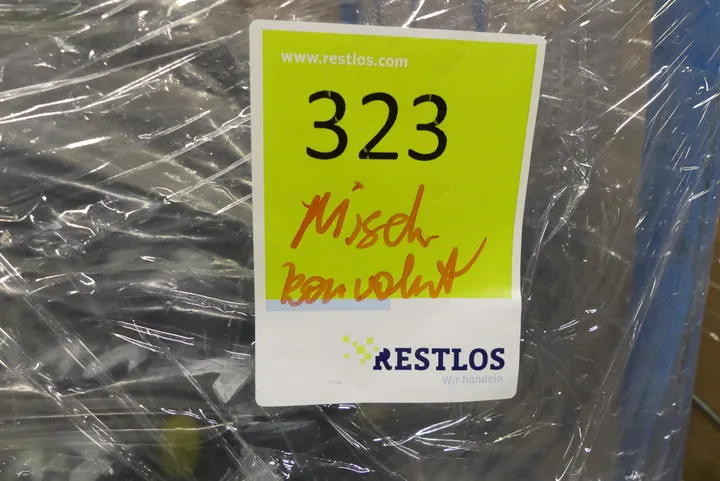 www.restlos.com
323
Misch
konvolut
RESTLOS
Wir handeln.